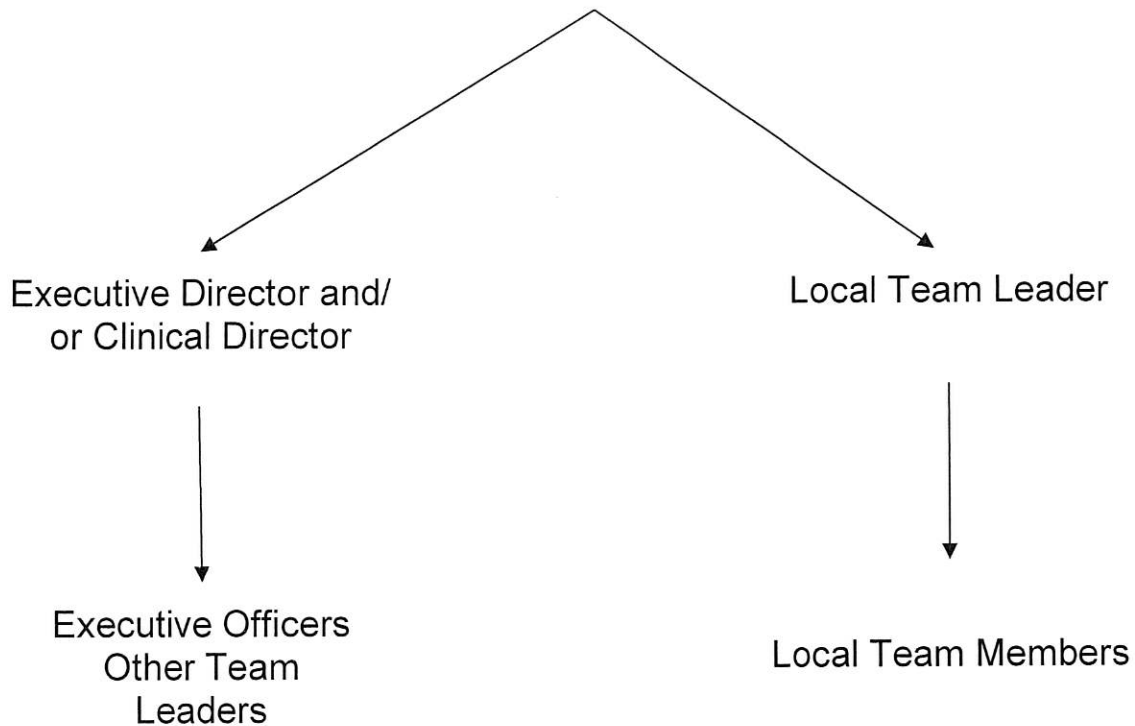 Executive Director and/
or Clinical Director
Local Team Leader
Executive Officers
Other Team
Leaders
Local Team Members